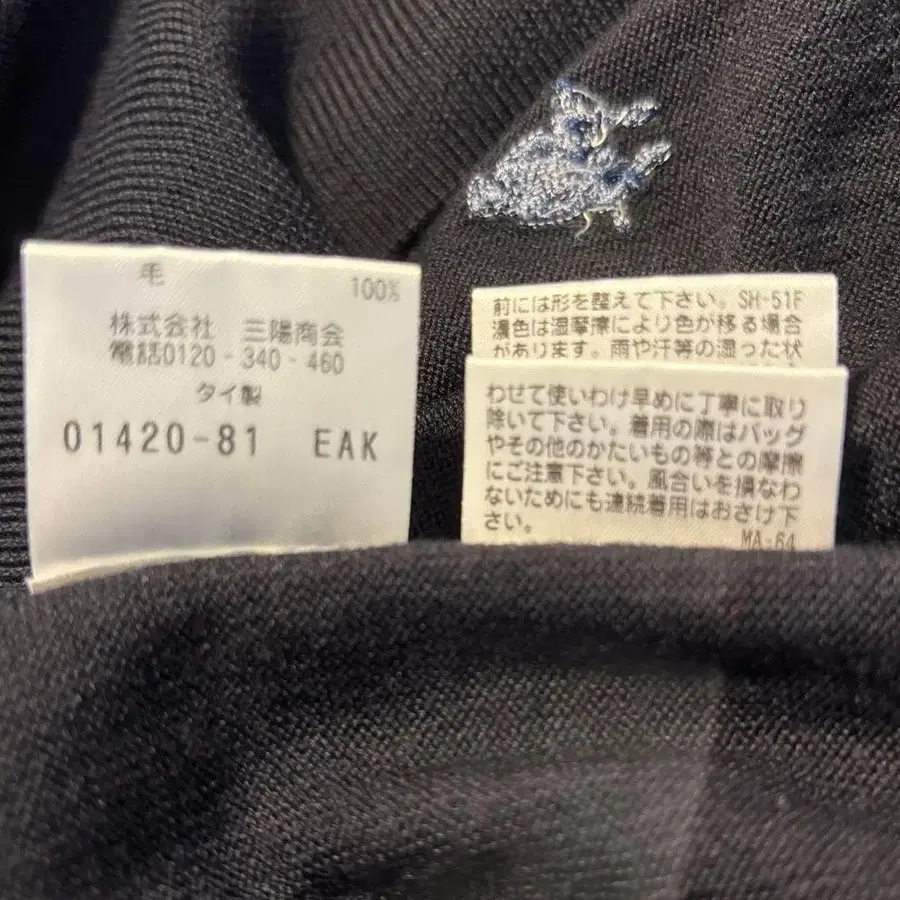 毛 100%
株式会社 三陽商会
電話0120-340-460
タイ製
01420-81 EAK
前には形を整えて下さい。SH-51F
濃色は湿摩擦により色が移る場合
があります。雨や汗等の湿った状
わせて使いわけ早めに丁寧に取り
除いて下さい。着用の際はバッグ
やその他のかたいもの等との摩擦
にご注意下さい。風合いを損なわ
ないためにも連続着用はおさけ下
さい。
MA-64